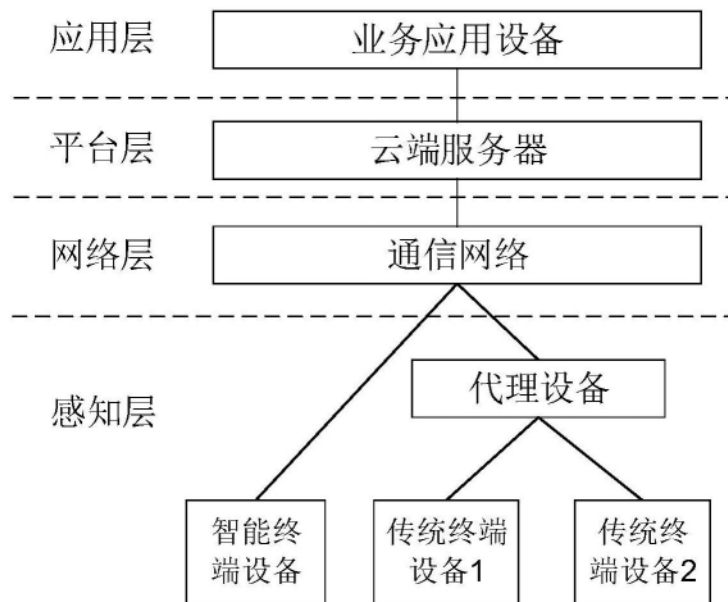 应用层 业务应用设备
平台层 云端服务器
网络层 通信网络
代理设备
感知层
智能终 传统终端 传统终
端设备 设备1 端设备2